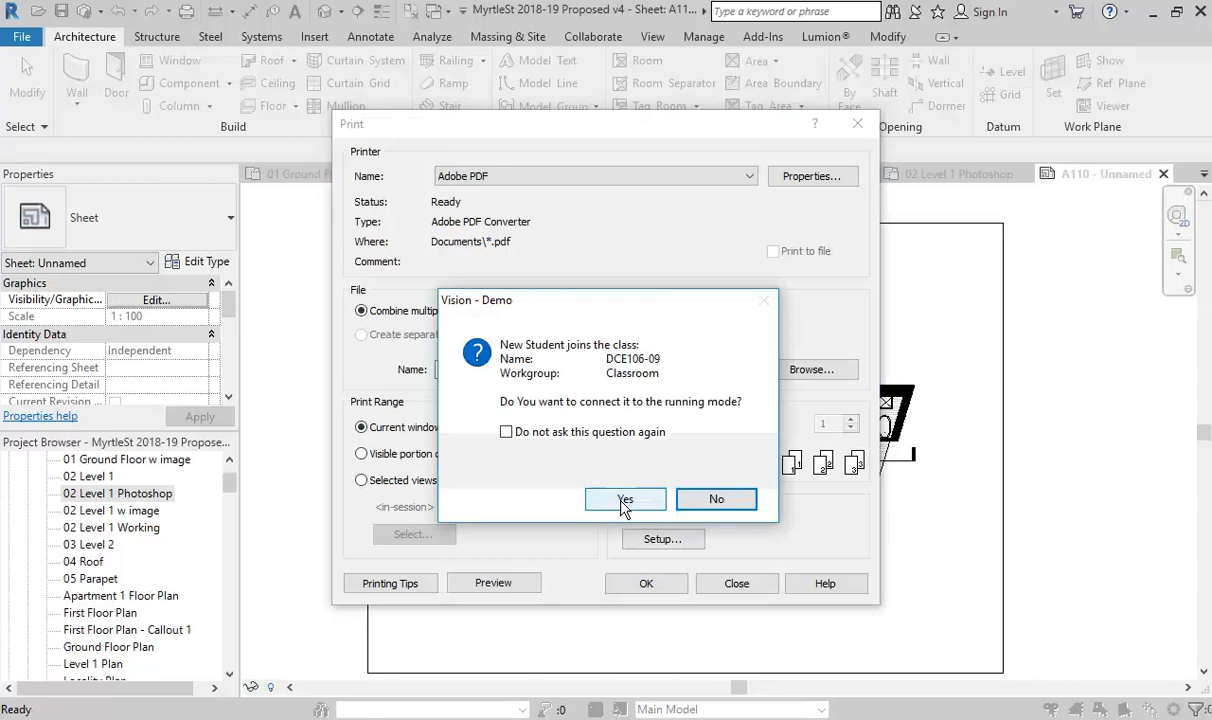 MyrtleSt 2018-19 Proposed v4 - Sheet: A11...
Type a keyword or phrase
Sign In
File Architecture Structure Steel Systems Insert Annotate Analyze Massing & Site Collaborate View Manage Add-Ins Lumion® Modify
Modify
Wall
Door
Window
Component
Column
Roof
Ceiling
Floor
Curtain System
Curtain Grid
Mullion
Railing
Ramp
Stair
Model Text
Model Line
Model Group
Room
Room Separator
Tag Room
Area
Area Boundary
Tag Area
By
Face
Shaft
Wall
Vertical
Dormer
Level
Grid
Set
Show
Ref Plane
Viewer
Select
Build
Opening
Datum
Work Plane
Properties
01 Ground F
02 Level 1 Photoshop
A110 - Unnamed
Sheet
Sheet: Unnamed
Edit Type
Graphics
Visibility/Graphic... Edit...
Scale 1 : 100
Identity Data
Dependency Independent
Referencing Sheet
Referencing Detail
Current Revision
Properties help
Apply
Project Browser - MyrtleSt 2018-19 Propose...
01 Ground Floor w image
02 Level 1
02 Level 1 Photoshop
02 Level 1 w image
02 Level 1 Working
03 Level 2
04 Roof
05 Parapet
Apartment 1 Floor Plan
First Floor Plan
First Floor Plan - Callout 1
Ground Floor Plan
Level 1 Plan
Locality Plan
Print
?
Printer
Name: Adobe PDF Properties...
Status: Ready
Type: Adobe PDF Converter
Where: Documents\*.pdf
Comment:
Print to file
File
Combine multip
Create separat
Name:
Browse...
Print Range
Current window
Visible portion o
Selected views
<in-session>
Select...
1
Setup...
Printing Tips Preview OK Close Help
Vision - Demo
New Student joins the class:
Name: DCE106-09
Workgroup: Classroom
Do You want to connect it to the running mode?
Do not ask this question again
Yes No
Ready
:0
Main Model
:0